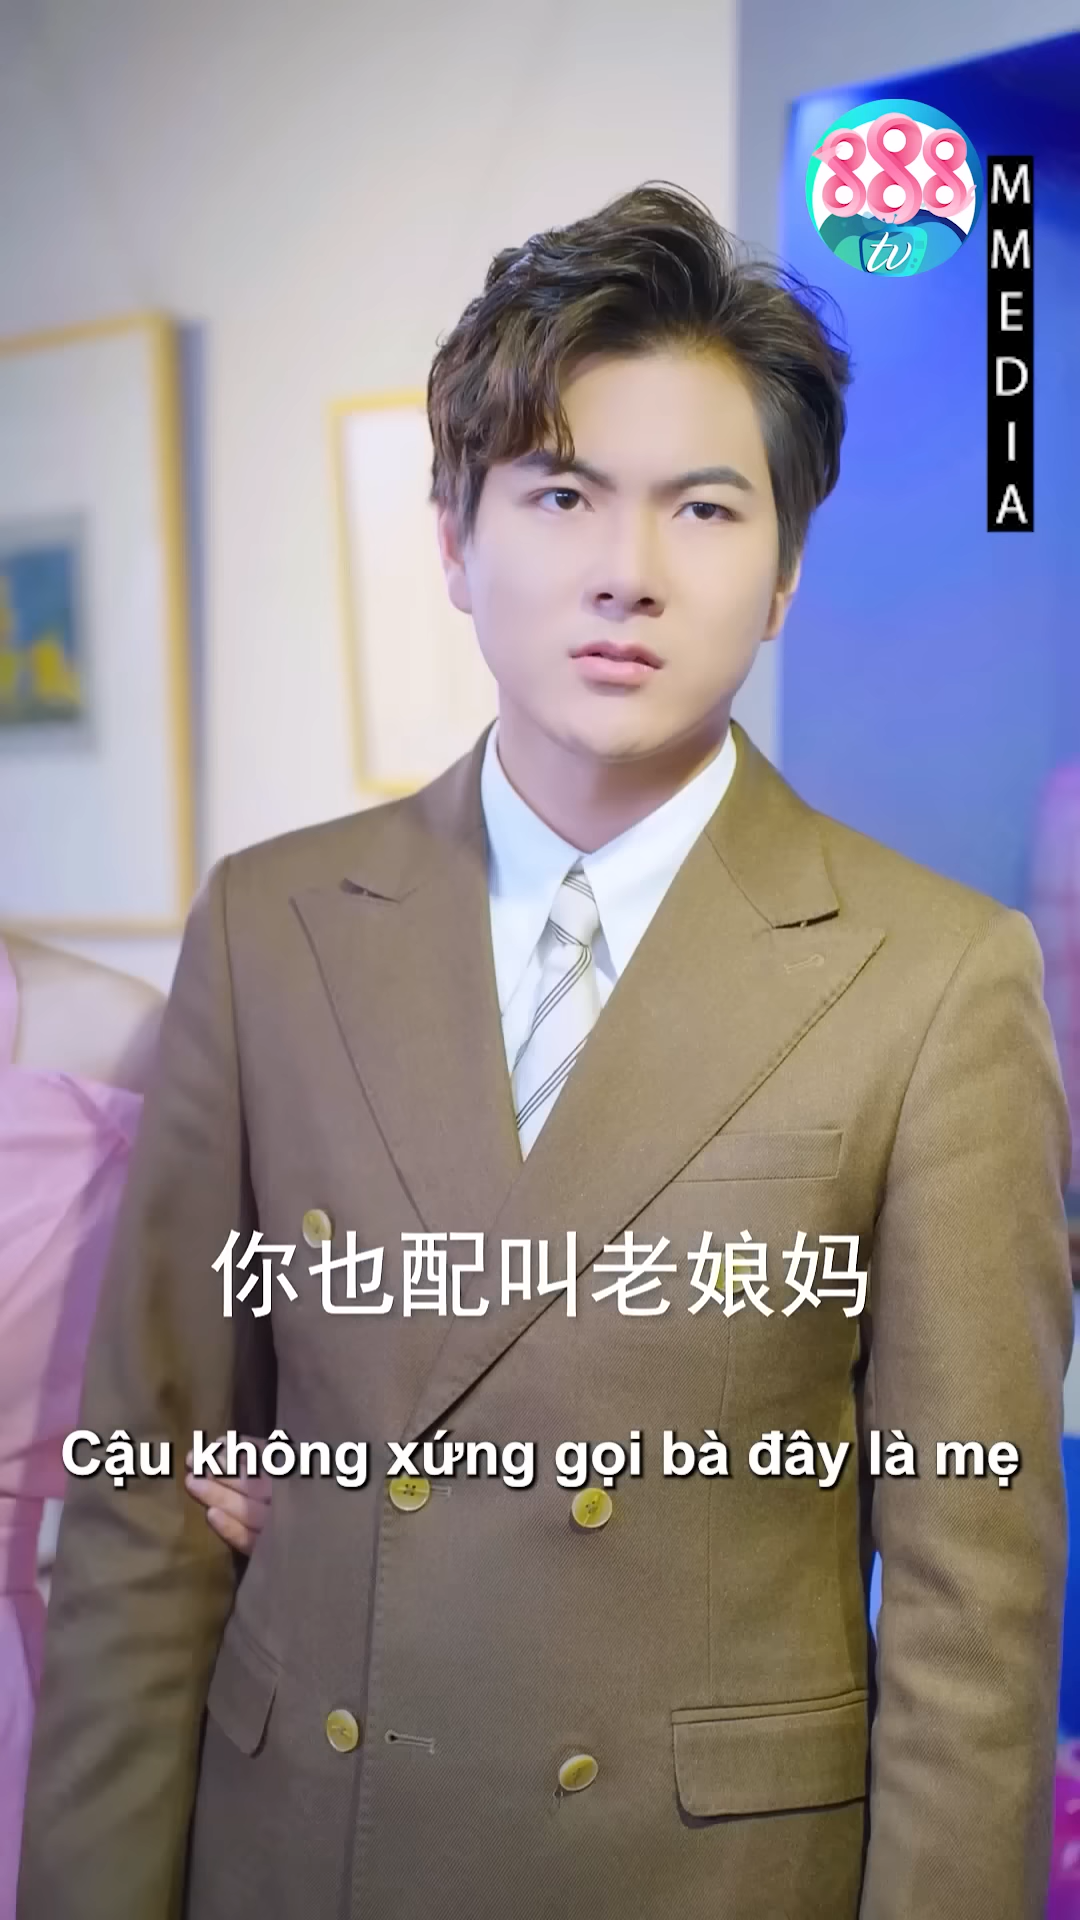 888
tv
MMEDIA
你也配叫老娘妈
Cậu không xứng gọi bà đây là mẹ